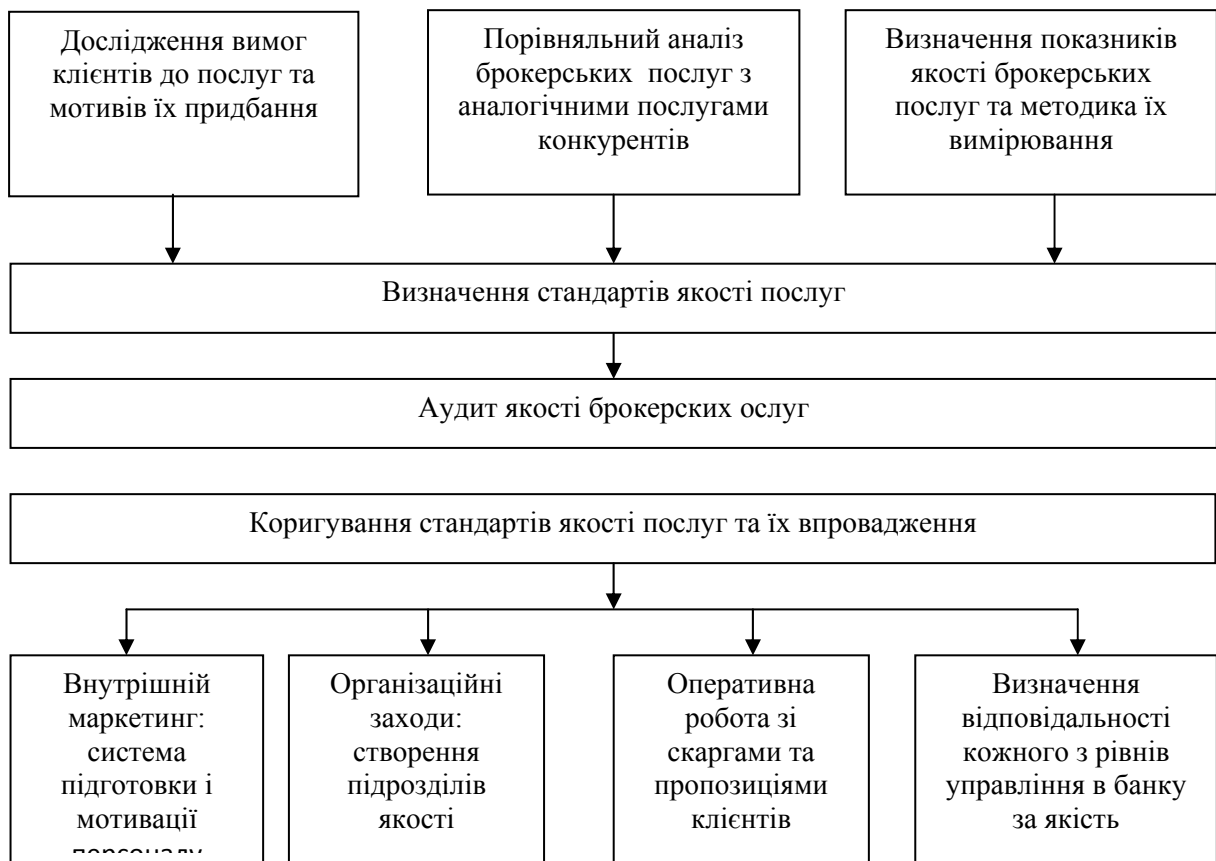 Дослідження вимог
клієнтів до послуг та
мотивів їх придбання
Порівняльний аналіз
брокерських послуг з
аналогічними послугами
конкурентів
Визначення показників
якості брокерських
послуг та методика їх
вимірювання
Визначення стандартів якості послуг
Аудит якості брокерских ослуг
Коригування стандартів якості послуг та їх впровадження
Внутрішній
маркетинг:
система
підготовки і
мотивації
персоналу
Організаційні
заходи:
створення
підрозділів
якості
Оперативна
робота зі
скаргами та
пропозиціями
клієнтів
Визначення
відповідальності
кожного з рівнів
управління в банку
за якість